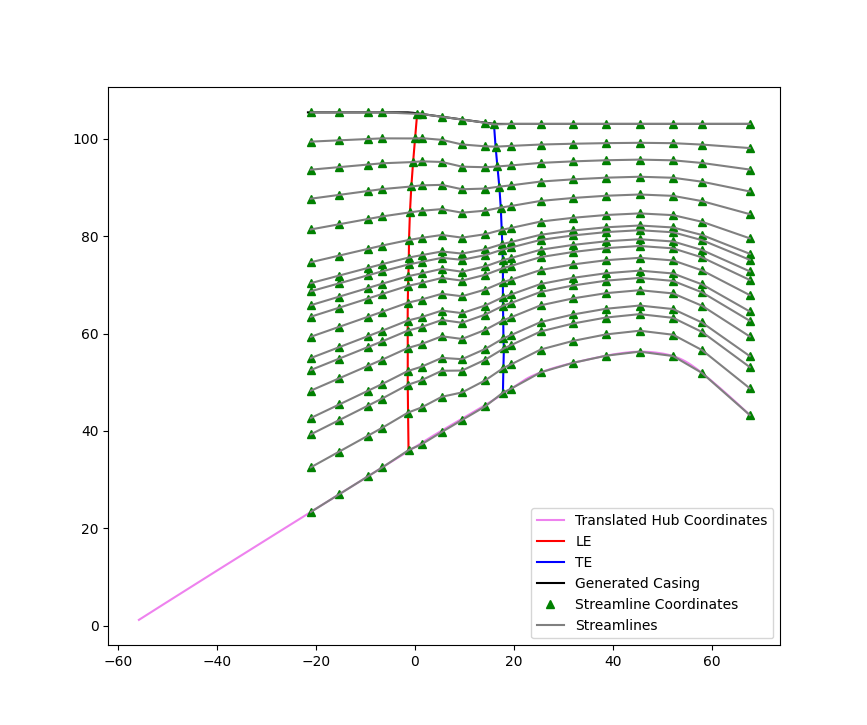 100
80
60
40
20
0
−60
−40
−20
0
20
40
60
Translated Hub Coordinates
LE
TE
Generated Casing
Streamline Coordinates
Streamlines